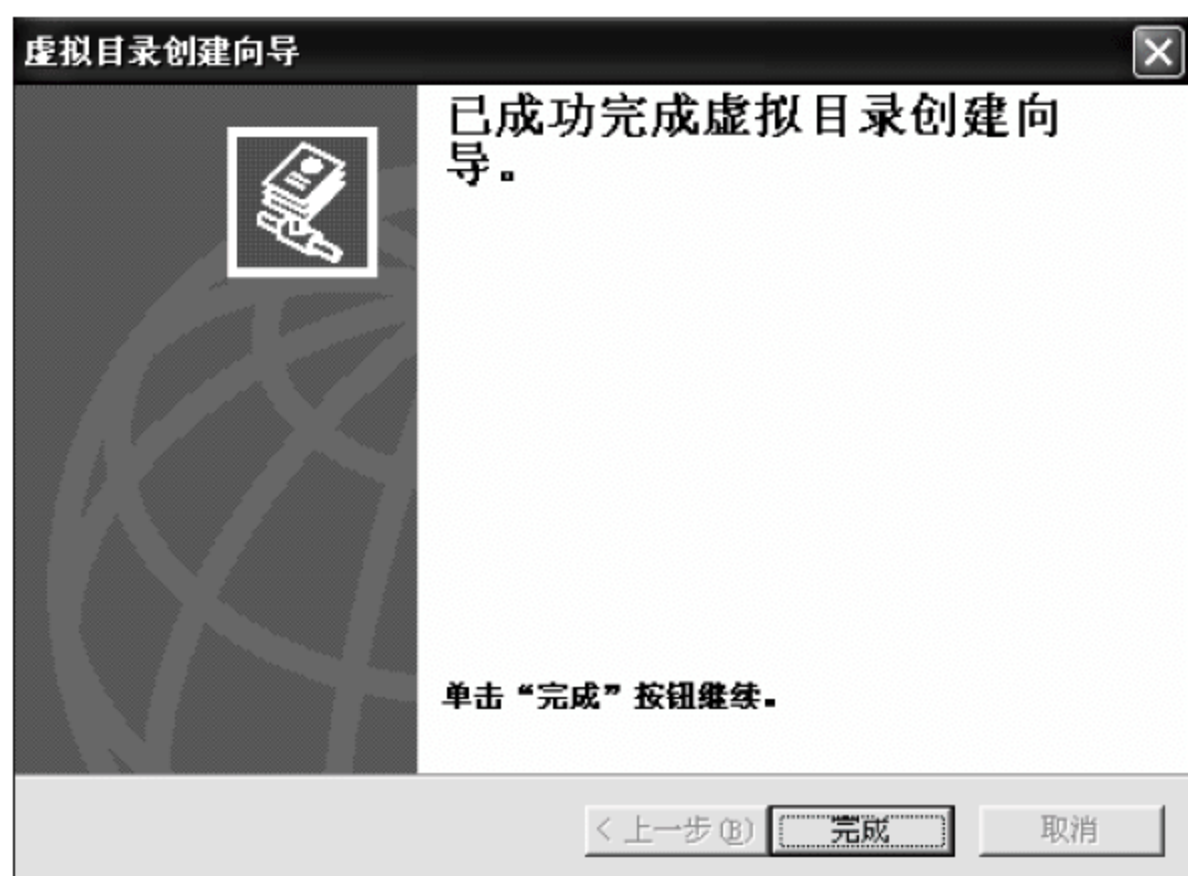 虚拟目录创建向导
已成功完成虚拟目录创建向
导。
单击“完成”按钮继续。
< 上一步(B)
完成
取消